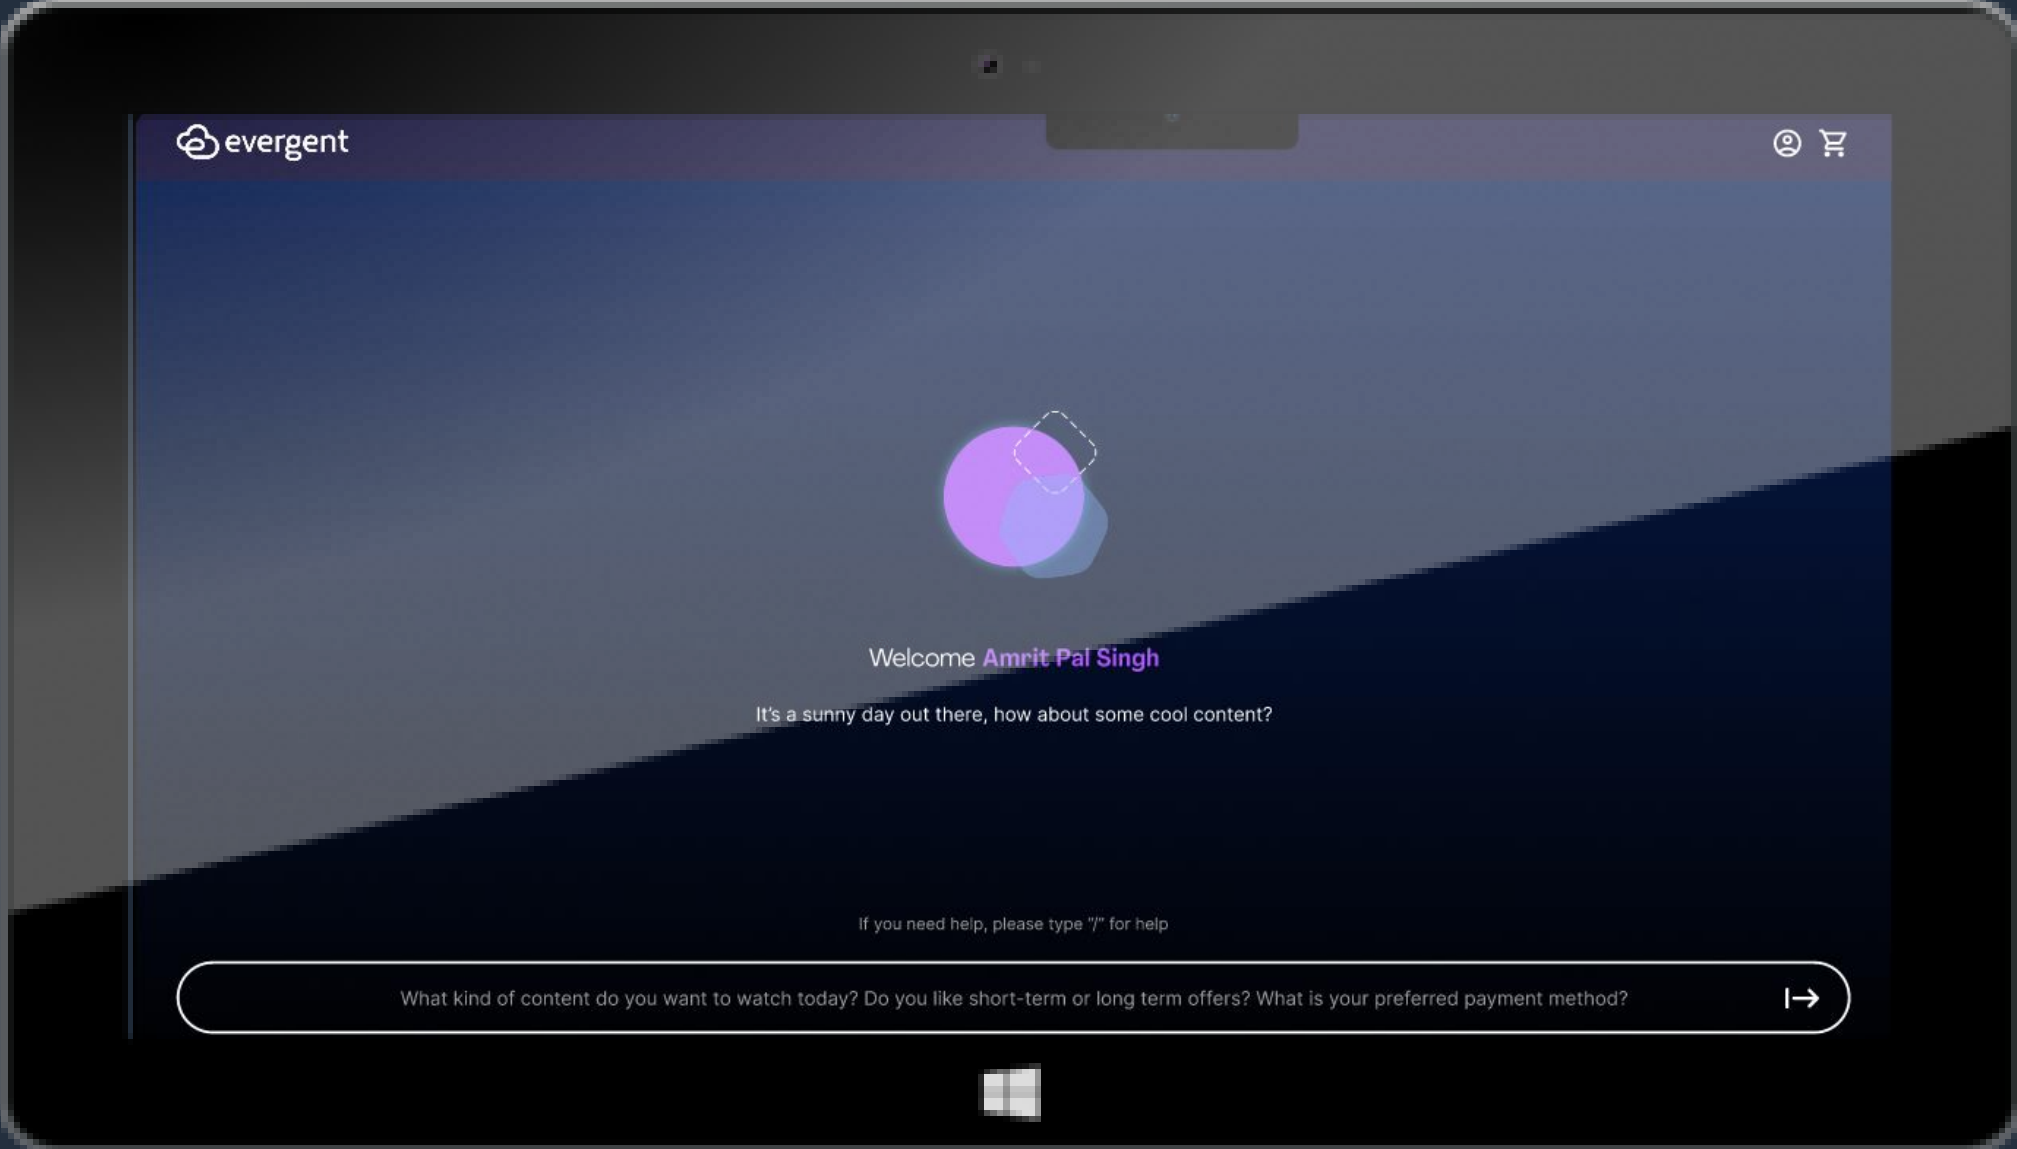 evergent
Welcome Amrit Pal Singh
It's a sunny day out there, how about some cool content?
If you need help, please type "/" for help
What kind of content do you want to watch today? Do you like short-term or long term offers? What is your preferred payment method?